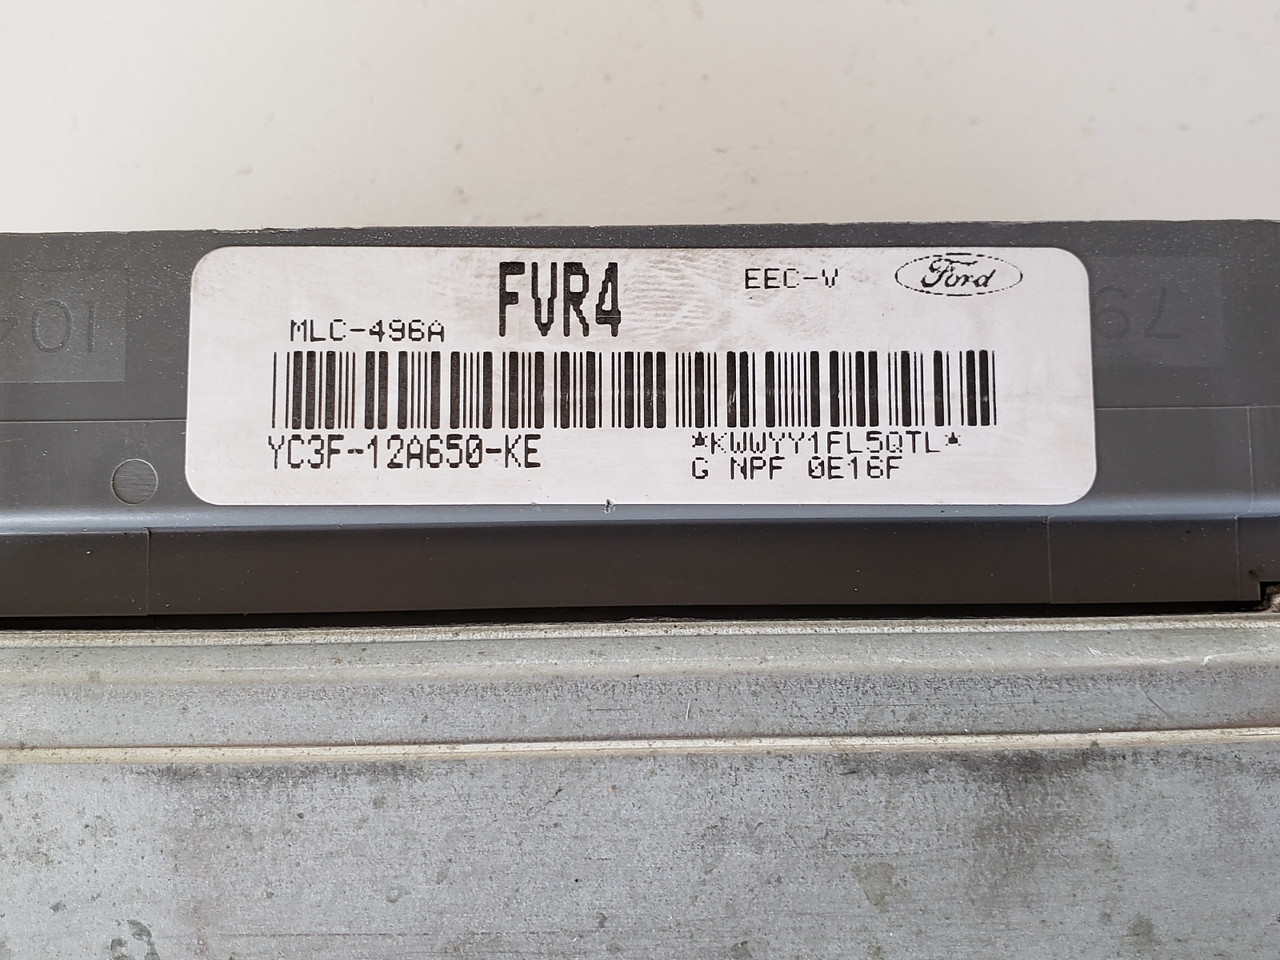 FVR4
EEC-V
Ford
MLC-496A
YC3F-12A650-KE
*KWWYY1FL5QTL*
G NPF 0E16F